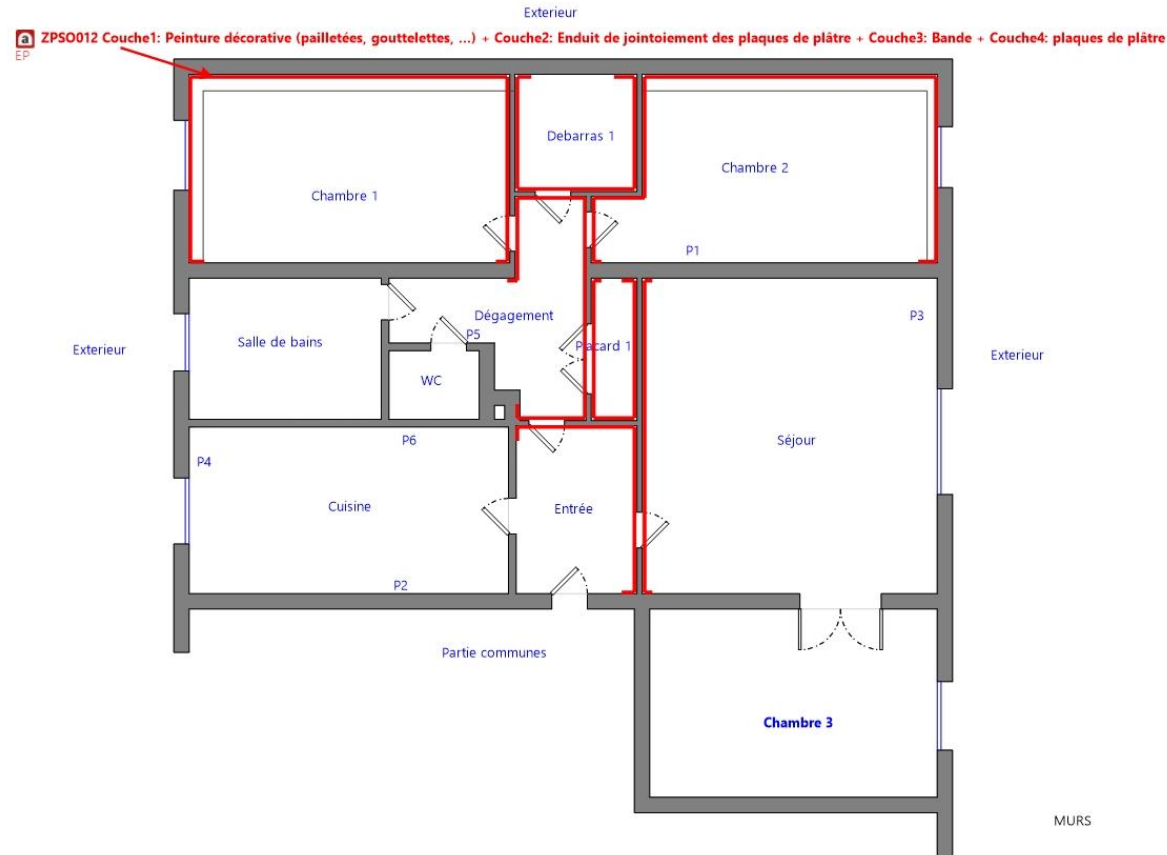 Exterieur
a ZPSO012 Couche1: Peinture décorative (pailletées, gouttelettes, ...) + Couche2: Enduit de jointoiement des plaques de plâtre + Couche3: Bande + Couche4: plaques de plâtre
EP
Debarras 1
Chambre 2
Chambre 1
P1
Dégagement
P3
P5
Salle de bains
Placard 1
Exterieur
Exterieur
WC
P6
Séjour
P4
Cuisine
Entrée
P2
Partie communes
Chambre 3
MURS